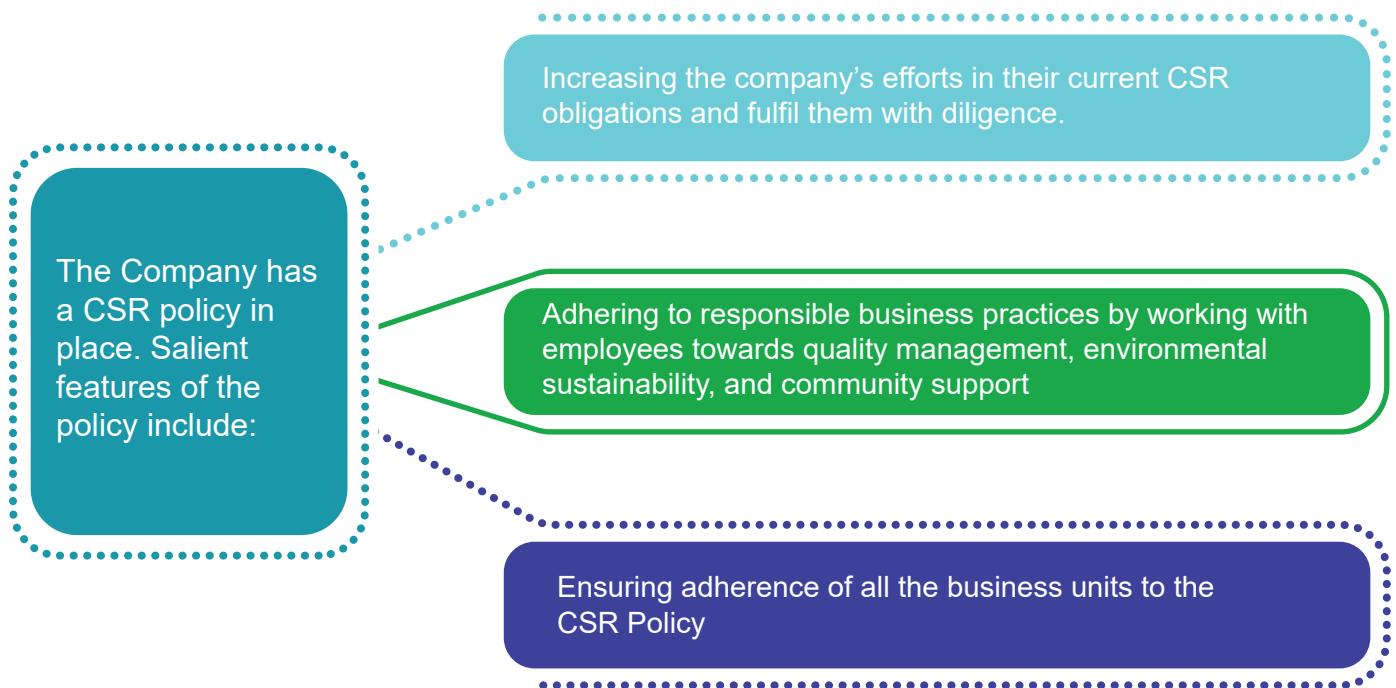 The Company has
a CSR policy in
place. Salient
features of the
policy include:
Increasing the company’s efforts in their current CSR
obligations and fulfil them with diligence.
Adhering to responsible business practices by working with
employees towards quality management, environmental
sustainability, and community support
Ensuring adherence of all the business units to the
CSR Policy